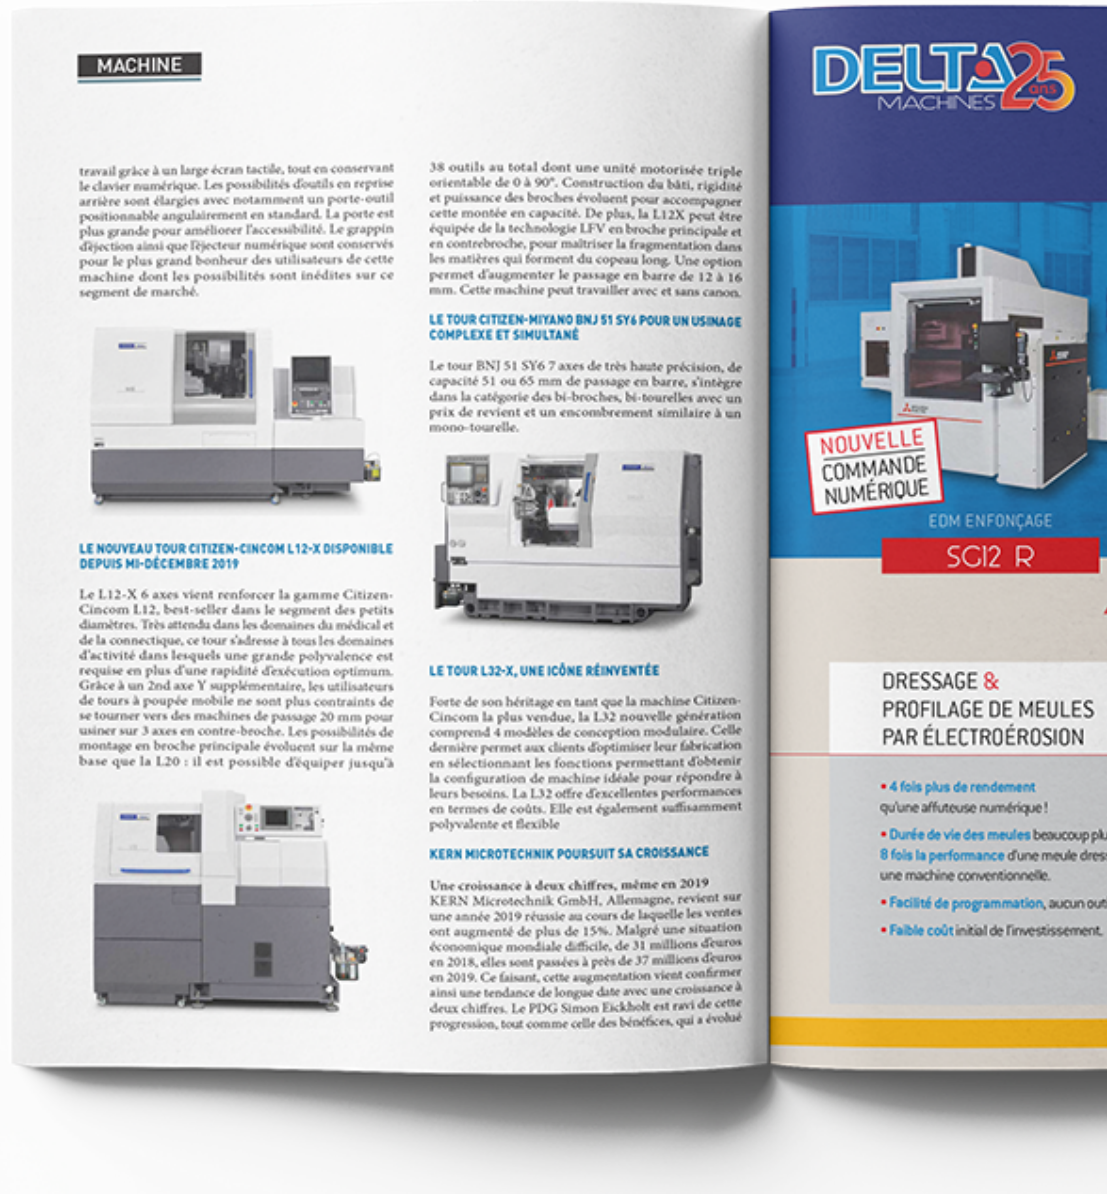 MACHINE
travail grâce à un large écran tactile, tout en conservant
le clavier numérique. Les possibilités d'outils en reprise
arrière sont élargies avec notamment un porte-outil
positionnable angulairement en standard. La porte est
plus grande pour améliorer l'accessibilité. Le grappin
d'éjection ainsi que l'éjecteur numérique sont conservés
pour le plus grand bonheur des utilisateurs de cette
machine dont les possibilités sont inédites sur ce
segment de marché.
LE NOUVEAU TOUR CITIZEN-CINCOM L12-X DISPONIBLE
DEPUIS MI-DÉCEMBRE 2019
Le L12-X 6 axes vient renforcer la gamme Citizen-
Cincom L12, best-seller dans le segment des petits
diamètres. Très attendu dans les domaines du médical et
de la connectique, ce tour s'adresse à tous les domaines
d'activité dans lesquels une grande polyvalence est
requise en plus d'une rapidité d'exécution optimum.
Grâce à un 2nd axe Y supplémentaire, les utilisateurs
de tours à poupée mobile ne sont plus contraints de
se tourner vers des machines de passage 20 mm pour
usiner sur 3 axes en contre-broche. Les possibilités de
montage en broche principale évoluent sur la même
base que la L20 : il est possible d'équiper jusqu'à
38 outils au total dont une unité motorisée triple
orientable de 0 à 90°. Construction du bâti, rigidité
et puissance des broches évoluent pour accompagner
cette montée en capacité. De plus, la L12X peut être
équipée de la technologie LFV en broche principale et
en contrebroche, pour maîtriser la fragmentation dans
les matières qui forment du copeau long. Une option
permet d'augmenter le passage en barre de 12 à 16
mm. Cette machine peut travailler avec et sans canon.
LE TOUR CITIZEN-MIYANO BNJ 51 SY6 POUR UN USINAGE
COMPLEXE ET SIMULTANÉ
Le tour BNJ 51 SY6 7 axes de très haute précision, de
capacité 51 ou 65 mm de passage en barre, s'intègre
dans la catégorie des bi-broches, bi-tourelles avec un
prix de revient et un encombrement similaire à un
mono-tourelle.
LE TOUR L32-X, UNE ICÔNE RÉINVENTÉE
Forte de son héritage en tant que la machine Citizen-
Cincom la plus vendue, la L32 nouvelle génération
comprend 4 modèles de conception modulaire. Celle
dernière permet aux clients d'optimiser leur fabrication
en sélectionnant les fonctions permettant d'obtenir
la configuration de machine idéale pour répondre à
leurs besoins. La L32 offre d'excellentes performances
en termes de coûts. Elle est également suffisamment
polyvalente et flexible
KERN MICROTECHNIK POURSUIT SA CROISSANCE
Une croissance à deux chiffres, même en 2019
KERN Microtechnik GmbH, Allemagne, revient sur
une année 2019 réussie au cours de laquelle les ventes
ont augmenté de plus de 15%. Malgré une situation
économique mondiale difficile, de 31 millions d'euros
en 2018, elles sont passées à près de 37 millions d'euros
en 2019. Ce faisant, cette augmentation vient confirmer
ainsi une tendance de longue date avec une croissance à
deux chiffres. Le PDG Simon Eickholt est ravi de cette
progression, tout comme celle des bénéfices, qui a évolué
DELTA 25
ans
MACHINES
NOUVELLE
COMMANDE
NUMÉRIQUE
EDM ENFONÇAGE
SG12 R
DRESSAGE &
PROFILAGE DE MEULES
PAR ÉLECTROÉROSION
• 4 fois plus de rendement
qu'une affuteuse numérique !
• Durée de vie des meules beaucoup plu
8 fois la performance d'une meule dress
une machine conventionnelle.
• Facilité de programmation, aucun out
• Faible coût initial de l'investissement.